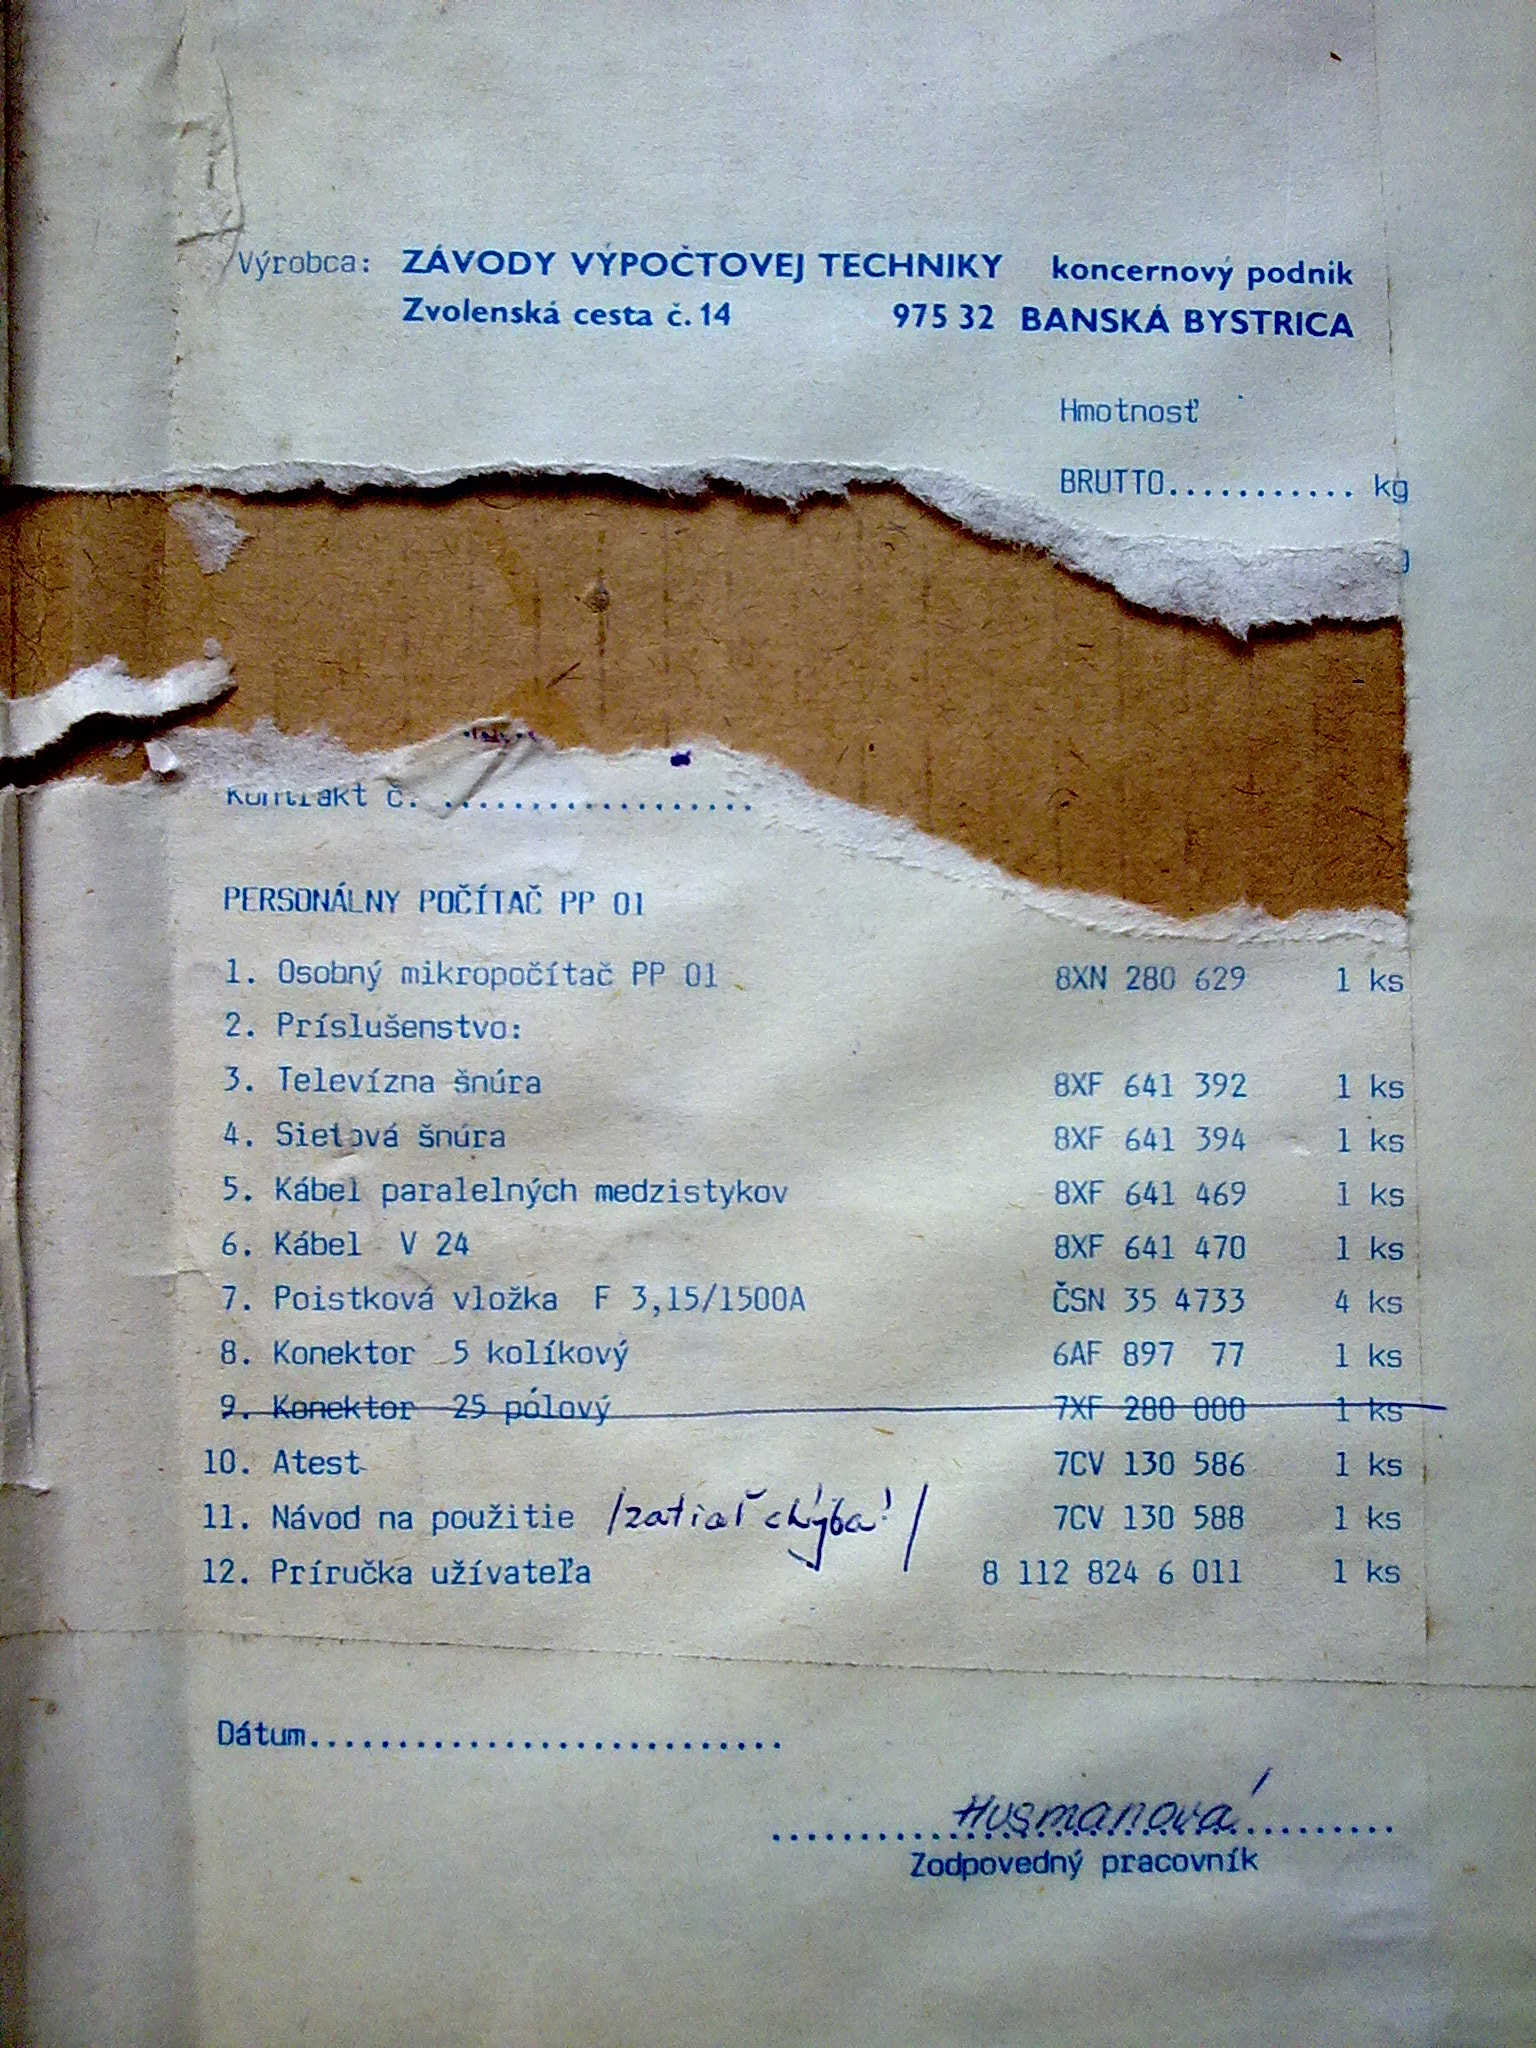 Výrobca: ZÁVODY VÝPOČTOVEJ TECHNIKY koncernový podnik
Zvolenská cesta č. 14 975 32 BANSKÁ BYSTRICA
Hmotnosť
BRUTTO........... kg
Kontrakt č. ..................
PERSONÁLNY POČÍTAČ PP 01
1. Osobný mikropočítač PP 01 8XN 280 629 1 ks
2. Príslušenstvo:
3. Televízna šnúra 8XF 641 392 1 ks
4. Sieťová šnúra 8XF 641 394 1 ks
5. Kábel paralelných medzistykov 8XF 641 469 1 ks
6. Kábel V 24 8XF 641 470 1 ks
7. Poistková vložka F 3,15/1500A ČSN 35 4733 4 ks
8. Konektor 5 kolíkový 6AF 897 77 1 ks
9. Konektor 25 pólový 7XF 280 000 1 ks
10. Atest 7CV 130 586 1 ks
11. Návod na použitie /zatiaľ chýba!/ 7CV 130 588 1 ks
12. Príručka užívateľa 8 112 824 6 011 1 ks
Dátum...........................
Husmanová
Zodpovedný pracovník